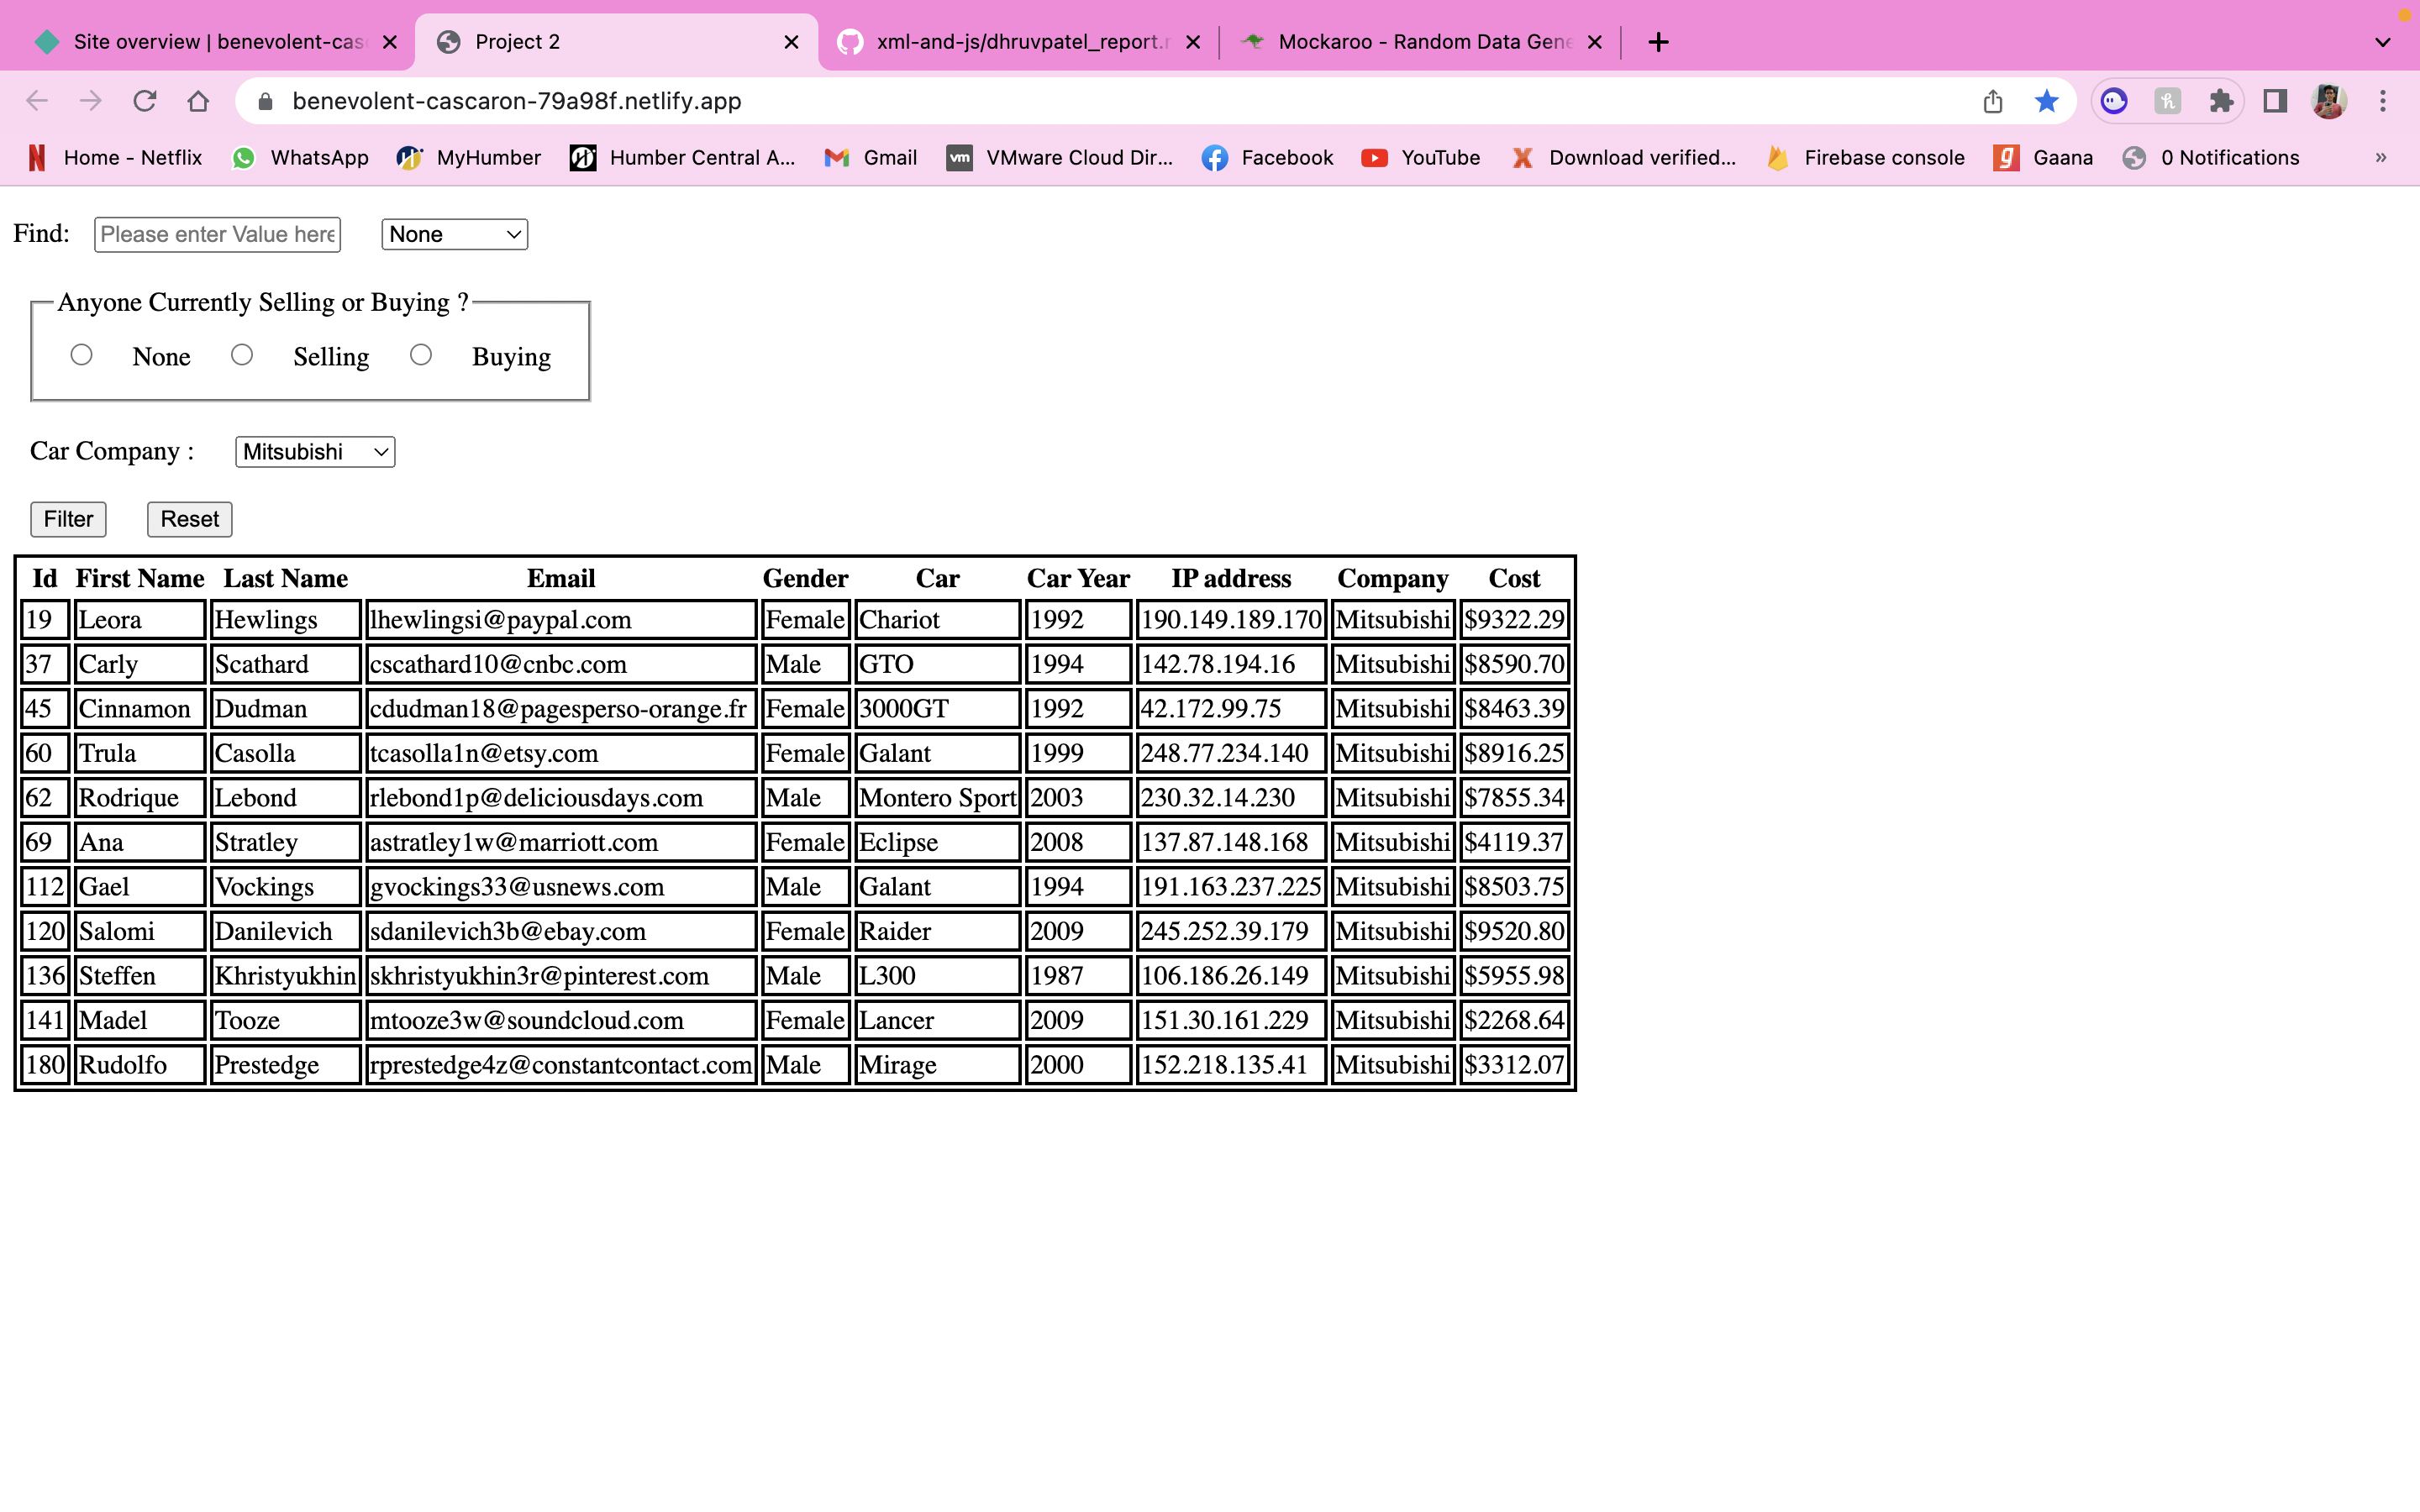 Site overview | benevolent-cas
Project 2
xml-and-js/dhruvpatel_report.r
Mockaroo - Random Data Gene
benevolent-cascaron-79a98f.netlify.app
Home - Netflix
WhatsApp
MyHumber
Humber Central A...
Gmail
vm
VMware Cloud Dir...
Facebook
YouTube
Download verified...
Firebase console
Gaana
0 Notifications
»
Find: Please enter Value here None
Anyone Currently Selling or Buying ?
None Selling Buying
Car Company : Mitsubishi
Filter Reset
Id First Name Last Name Email Gender Car Car Year IP address Company Cost
19 Leora Hewlings lhewlingsi@paypal.com Female Chariot 1992 190.149.189.170 Mitsubishi $9322.29
37 Carly Scathard cscathard10@cnbc.com Male GTO 1994 142.78.194.16 Mitsubishi $8590.70
45 Cinnamon Dudman cdudman18@pagesperso-orange.fr Female 3000GT 1992 42.172.99.75 Mitsubishi $8463.39
60 Trula Casolla tcasolla1n@etsy.com Female Galant 1999 248.77.234.140 Mitsubishi $8916.25
62 Rodrique Lebond rlebond1p@deliciousdays.com Male Montero Sport 2003 230.32.14.230 Mitsubishi $7855.34
69 Ana Stratley astratley1w@marriott.com Female Eclipse 2008 137.87.148.168 Mitsubishi $4119.37
112 Gael Vockings gvockings33@usnews.com Male Galant 1994 191.163.237.225 Mitsubishi $8503.75
120 Salomi Danilevich sdanilevich3b@ebay.com Female Raider 2009 245.252.39.179 Mitsubishi $9520.80
136 Steffen Khristyukhin skhristyukhin3r@pinterest.com Male L300 1987 106.186.26.149 Mitsubishi $5955.98
141 Madel Tooze mtooze3w@soundcloud.com Female Lancer 2009 151.30.161.229 Mitsubishi $2268.64
180 Rudolfo Prestedge rprestedge4z@constantcontact.com Male Mirage 2000 152.218.135.41 Mitsubishi $3312.07